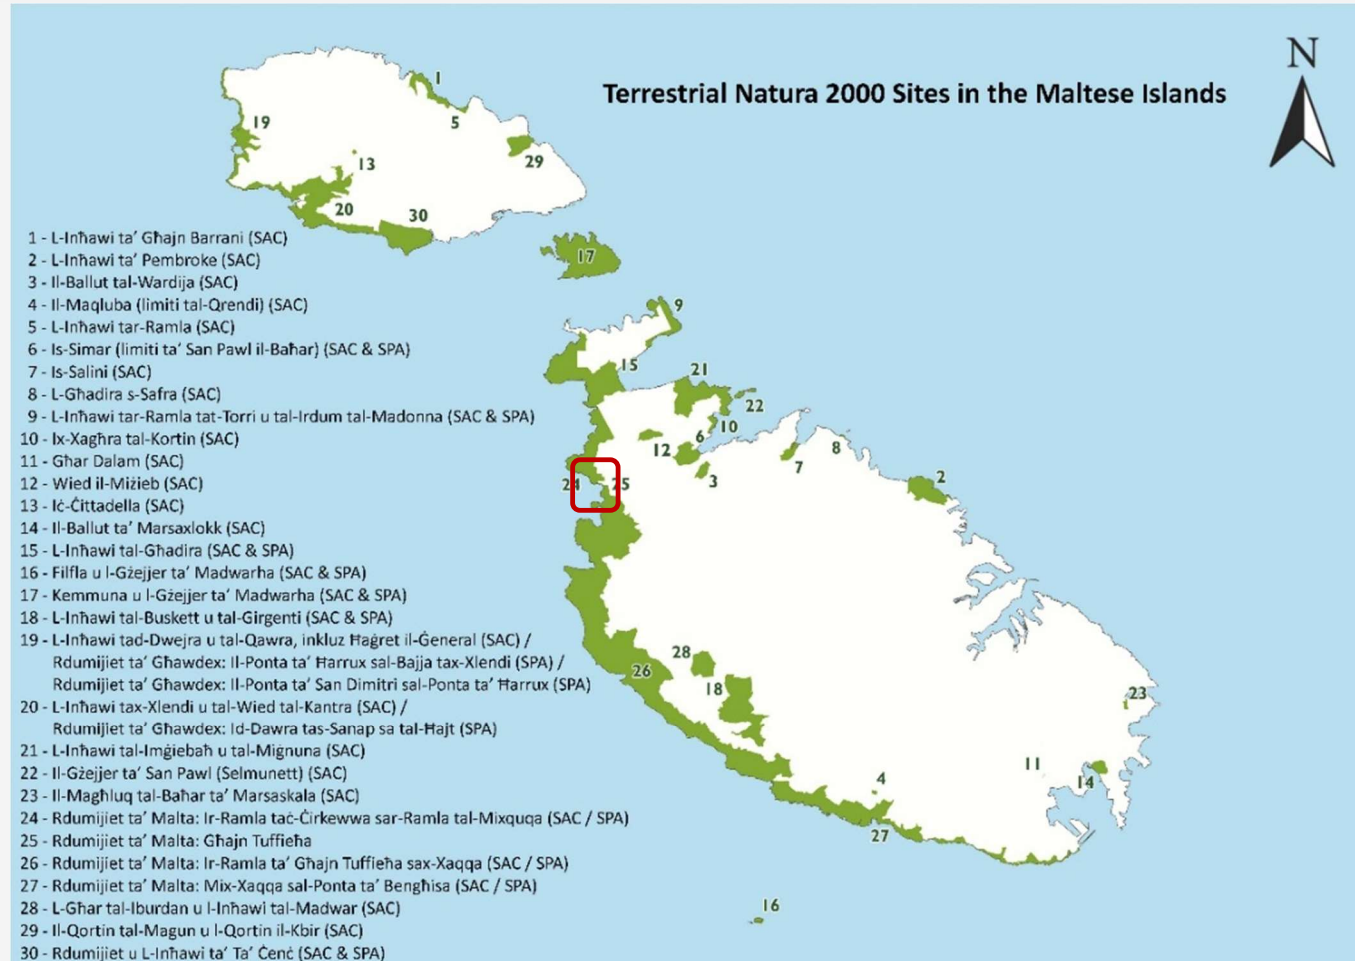 N
Terrestrial Natura 2000 Sites in the Maltese Islands
1
5
19
13
29
20
30
17
9
15
21
22
10
6
12
7
8
3
2
24
25
28
18
26
23
11
14
4
27
16
1 - L-Inħawi ta' Għajn Barrani (SAC)
2 - L-Inħawi ta' Pembroke (SAC)
3 - Il-Ballut tal-Wardija (SAC)
4 - Il-Maqluba (limiti tal-Qrendi) (SAC)
5 - L-Inħawi tar-Ramla (SAC)
6 - Is-Simar (limiti ta' San Pawl il-Baħar) (SAC & SPA)
7 - Is-Salini (SAC)
8 - L-Għadira s-Safra (SAC)
9 - L-Inħawi tar-Ramla tat-Torri u tal-Irdum tal-Madonna (SAC & SPA)
10 - Ix-Xagħra tal-Kortin (SAC)
11 - Għar Dalam (SAC)
12 - Wied il-Miżieb (SAC)
13 - Iċ-Ċittadella (SAC)
14 - Il-Ballut ta' Marsaxlokk (SAC)
15 - L-Inħawi tal-Għadira (SAC & SPA)
16 - Filfla u l-Gżejjer ta' Madwarha (SAC & SPA)
17 - Kemmuna u l-Gżejjer ta' Madwarha (SAC & SPA)
18 - L-Inħawi tal-Buskett u tal-Girgenti (SAC & SPA)
19 - L-Inħawi tad-Dwejra u tal-Qawra, inkluż Ħaġret il-Ġeneral (SAC) /
Rdumijiet ta' Għawdex: Il-Ponta ta' Ħarrux sal-Bajja tax-Xlendi (SPA) /
Rdumijiet ta' Għawdex: Il-Ponta ta' San Dimitri sal-Ponta ta' Ħarrux (SPA)
20 - L-Inħawi tax-Xlendi u tal-Wied tal-Kantra (SAC) /
Rdumijiet ta' Għawdex: Id-Dawra tas-Sanap sa tal-Ħajt (SPA)
21 - L-Inħawi tal-Imġiebaħ u tal-Miġnuna (SAC)
22 - Il-Gżejjer ta' San Pawl (Selmunett) (SAC)
23 - Il-Magħluq tal-Baħar ta' Marsaskala (SAC)
24 - Rdumijiet ta' Malta: Ir-Ramla taċ-Ċirkewwa sar-Ramla tal-Mixquqa (SAC / SPA)
25 - Rdumijiet ta' Malta: Għajn Tuffieħa
26 - Rdumijiet ta' Malta: Ir-Ramla ta' Għajn Tuffieħa sax-Xaqqa (SAC / SPA)
27 - Rdumijiet ta' Malta: Mix-Xaqqa sal-Ponta ta' Bengħisa (SAC / SPA)
28 - L-Għar tal-Iburdan u l-Inħawi tal-Madwar (SAC)
29 - Il-Qortin tal-Magun u l-Qortin il-Kbir (SAC)
30 - Rdumijiet u L-Inħawi ta' Ta' Ċenċ (SAC & SPA)